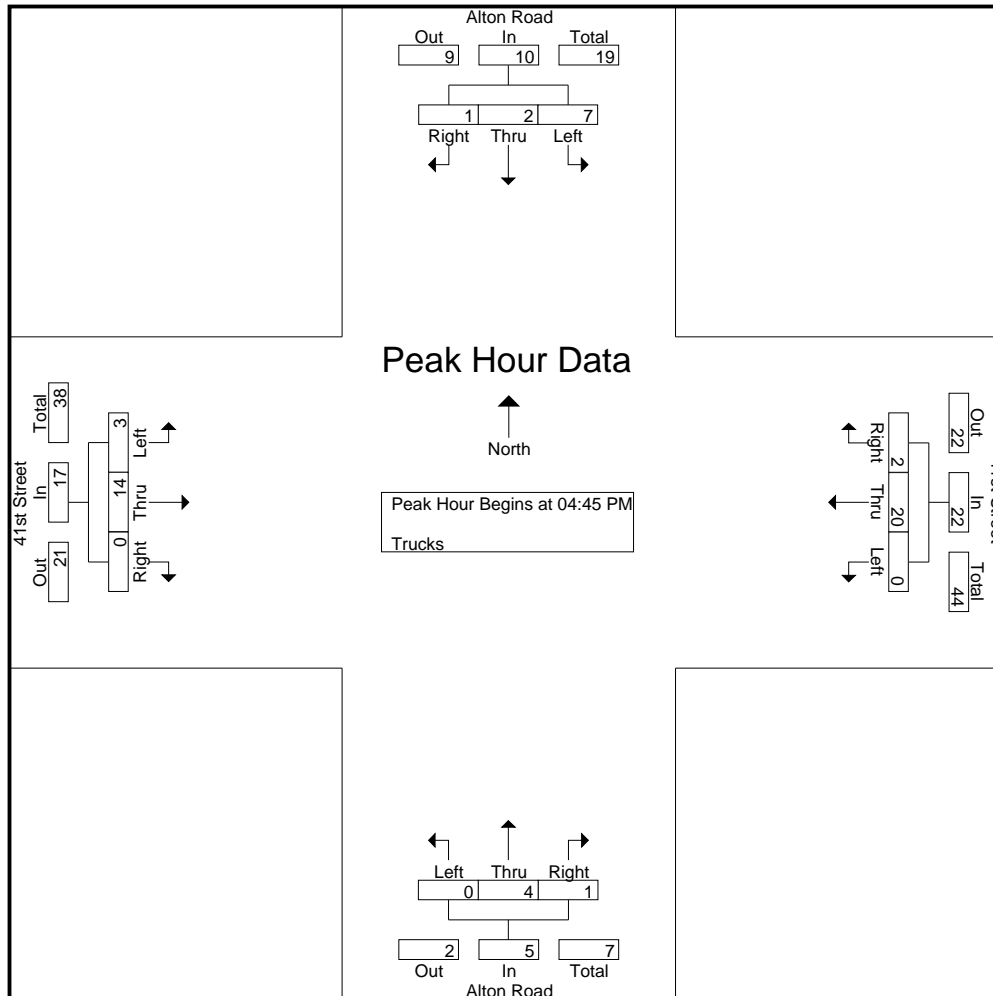 Alton Road
Out In Total
9 10 19
1 2 7
Right Thru Left
Peak Hour Data
North
Peak Hour Begins at 04:45 PM
Trucks
41st Street
Total In Out
38 17 21
3 14 0
Left Thru Right
Right Thru Left
2 20 0
Out In Total
22 22 44
Left Thru Right
0 4 1
2 5 7
Out In Total
Alton Road